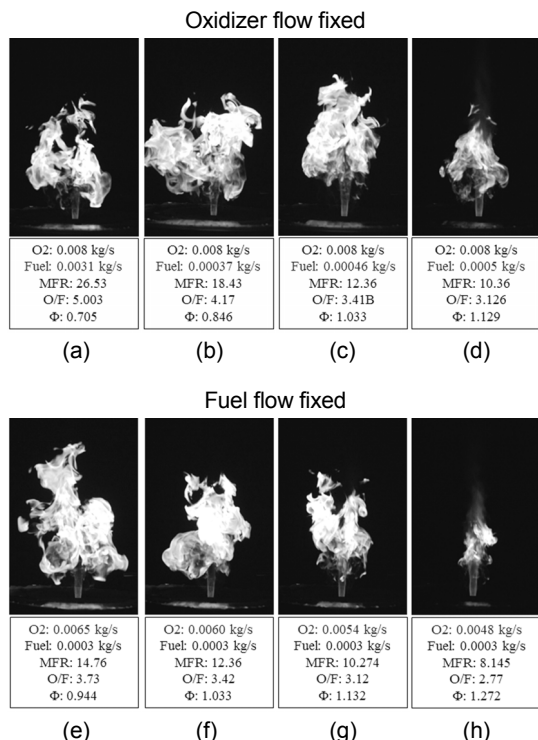 Oxidizer flow fixed
O2: 0.008 kg/s
Fuel: 0.0031 kg/s
MFR: 26.53
O/F: 5.003
Φ: 0.705
(a)
O2: 0.008 kg/s
Fuel: 0.00037 kg/s
MFR: 18.43
O/F: 4.17
Φ: 0.846
(b)
O2: 0.008 kg/s
Fuel: 0.00046 kg/s
MFR: 12.36
O/F: 3.41B
Φ: 1.033
(c)
O2: 0.008 kg/s
Fuel: 0.0005 kg/s
MFR: 10.36
O/F: 3.126
Φ: 1.129
(d)
Fuel flow fixed
O2: 0.0065 kg/s
Fuel: 0.0003 kg/s
MFR: 14.76
O/F: 3.73
Φ: 0.944
(e)
O2: 0.0060 kg/s
Fuel: 0.0003 kg/s
MFR: 12.36
O/F: 3.42
Φ: 1.033
(f)
O2: 0.0054 kg/s
Fuel: 0.0003 kg/s
MFR: 10.274
O/F: 3.12
Φ: 1.132
(g)
O2: 0.0048 kg/s
Fuel: 0.0003 kg/s
MFR: 8.145
O/F: 2.77
Φ: 1.272
(h)